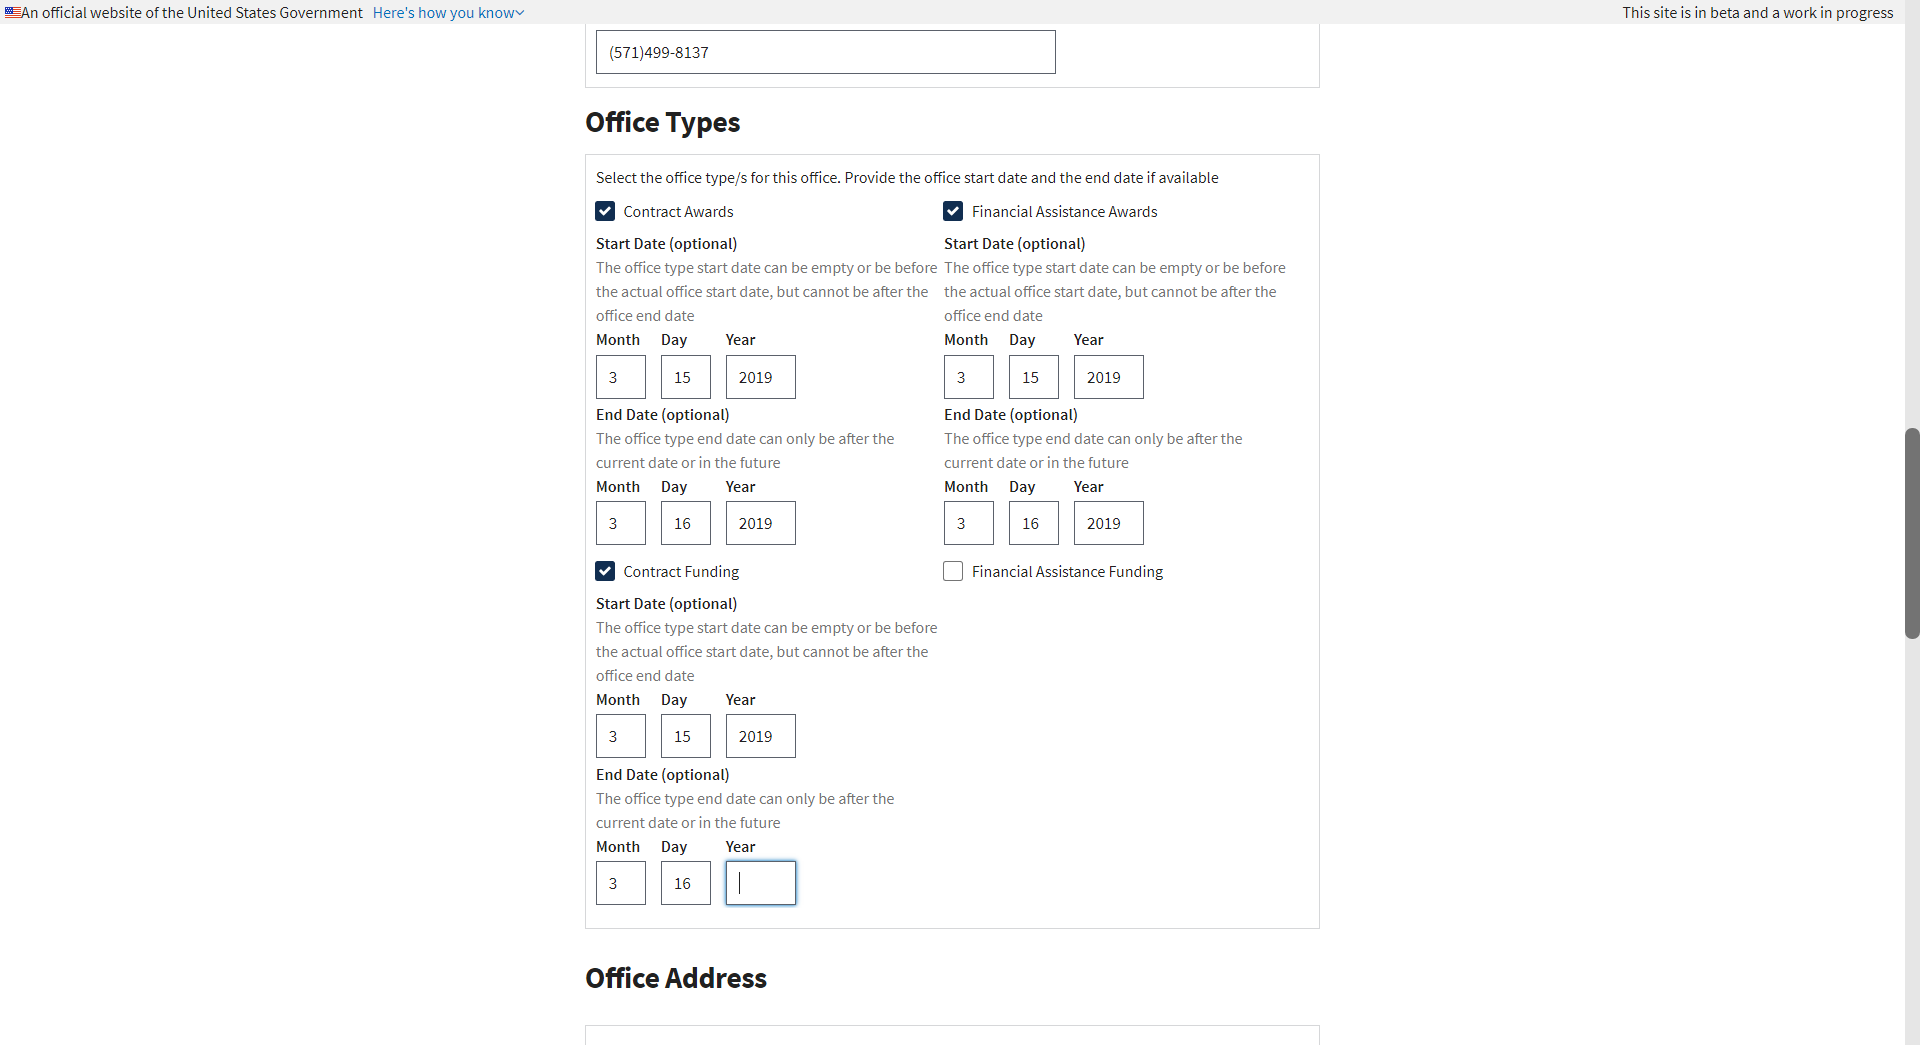 An official website of the United States Government Here's how you know
This site is in beta and a work in progress
(571)499-8137
Office Types
Select the office type/s for this office. Provide the office start date and the end date if available
Contract Awards
Start Date (optional)
The office type start date can be empty or be before
the actual office start date, but cannot be after the
office end date
Month Day Year
3 15 2019
End Date (optional)
The office type end date can only be after the
current date or in the future
Month Day Year
3 16 2019
Financial Assistance Awards
Start Date (optional)
The office type start date can be empty or be before
the actual office start date, but cannot be after the
office end date
Month Day Year
3 15 2019
End Date (optional)
The office type end date can only be after the
current date or in the future
Month Day Year
3 16 2019
Contract Funding
Start Date (optional)
The office type start date can be empty or be before
the actual office start date, but cannot be after the
office end date
Month Day Year
3 15 2019
End Date (optional)
The office type end date can only be after the
current date or in the future
Month Day Year
3 16
Financial Assistance Funding
Office Address